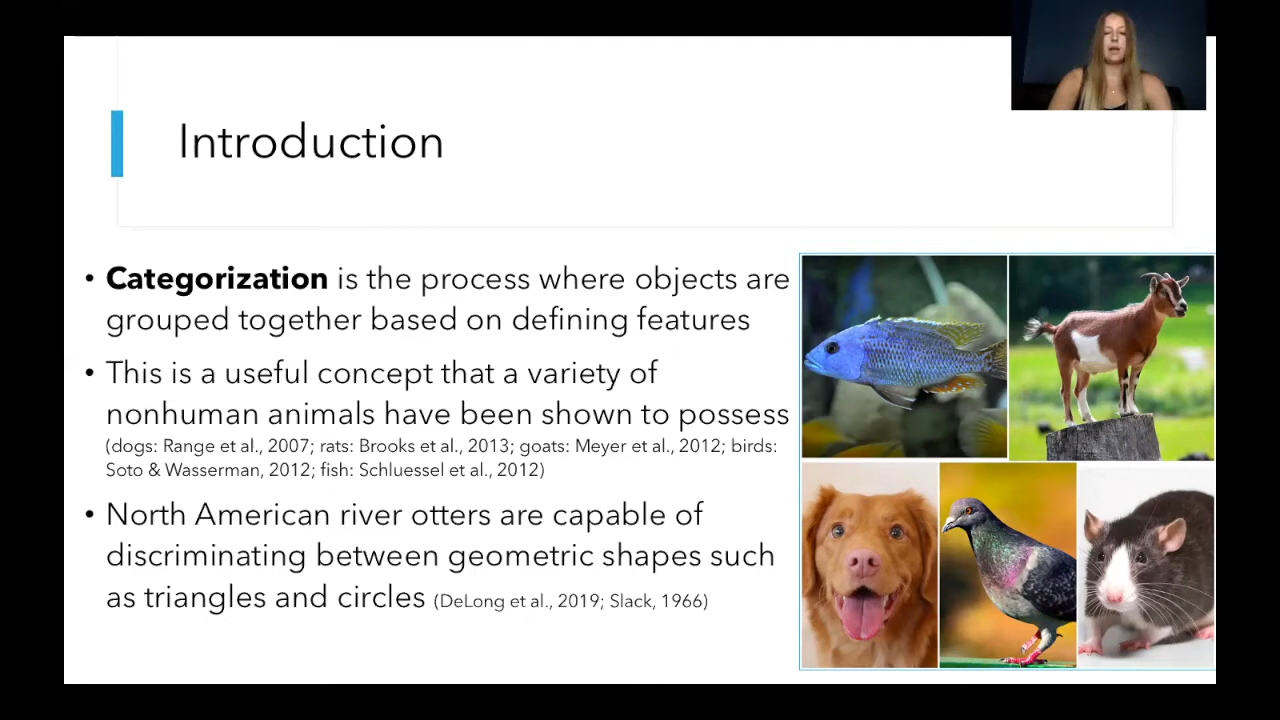 Introduction
• Categorization is the process where objects are
grouped together based on defining features
• This is a useful concept that a variety of
nonhuman animals have been shown to possess
(dogs: Range et al., 2007; rats: Brooks et al., 2013; goats: Meyer et al., 2012; birds:
Soto & Wasserman, 2012; fish: Schluessel et al., 2012)
• North American river otters are capable of
discriminating between geometric shapes such
as triangles and circles (DeLong et al., 2019; Slack, 1966)